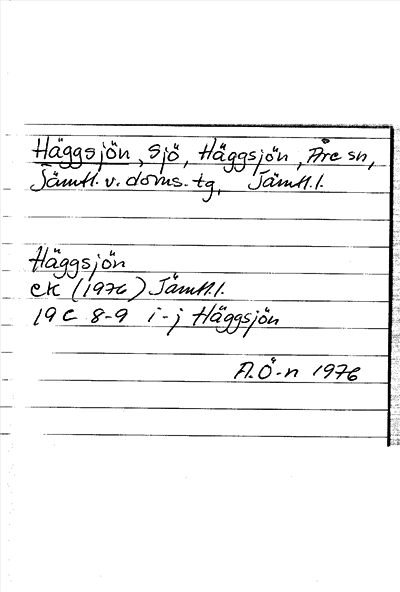 Häggsjön, sjö, Häggsjön, Åre sn,
Jämtl. v. doms. tg, Jämtl. l.
Häggsjön
ek (1976) Jämtl. l.
19 C 8-9 i-j Häggsjön
A. Ö-n 1976